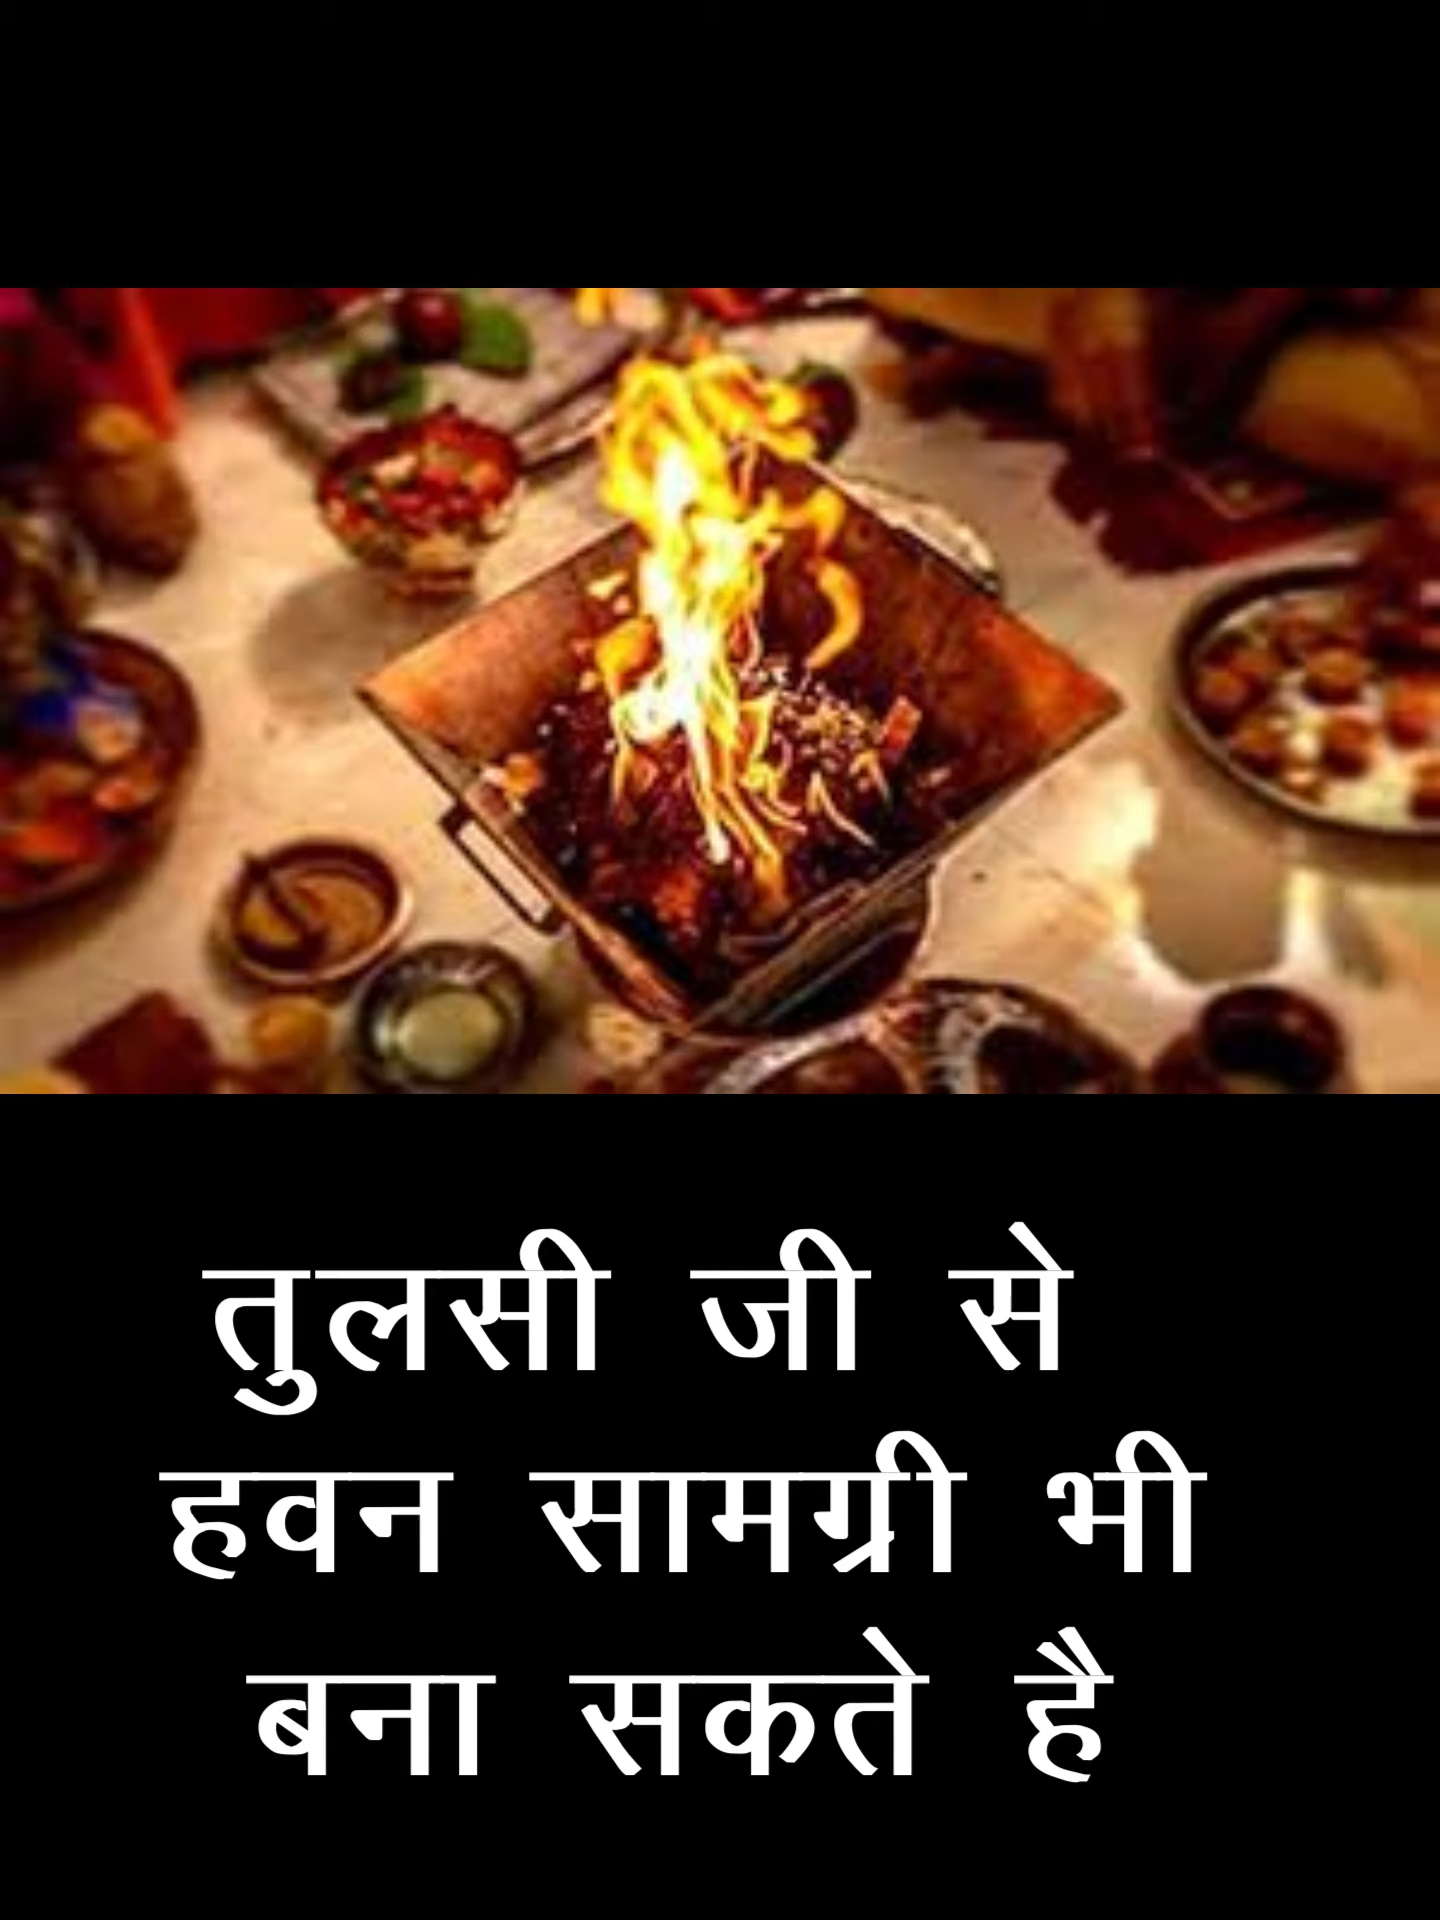 तुलसी जी से
हवन सामग्री भी
बना सकते है